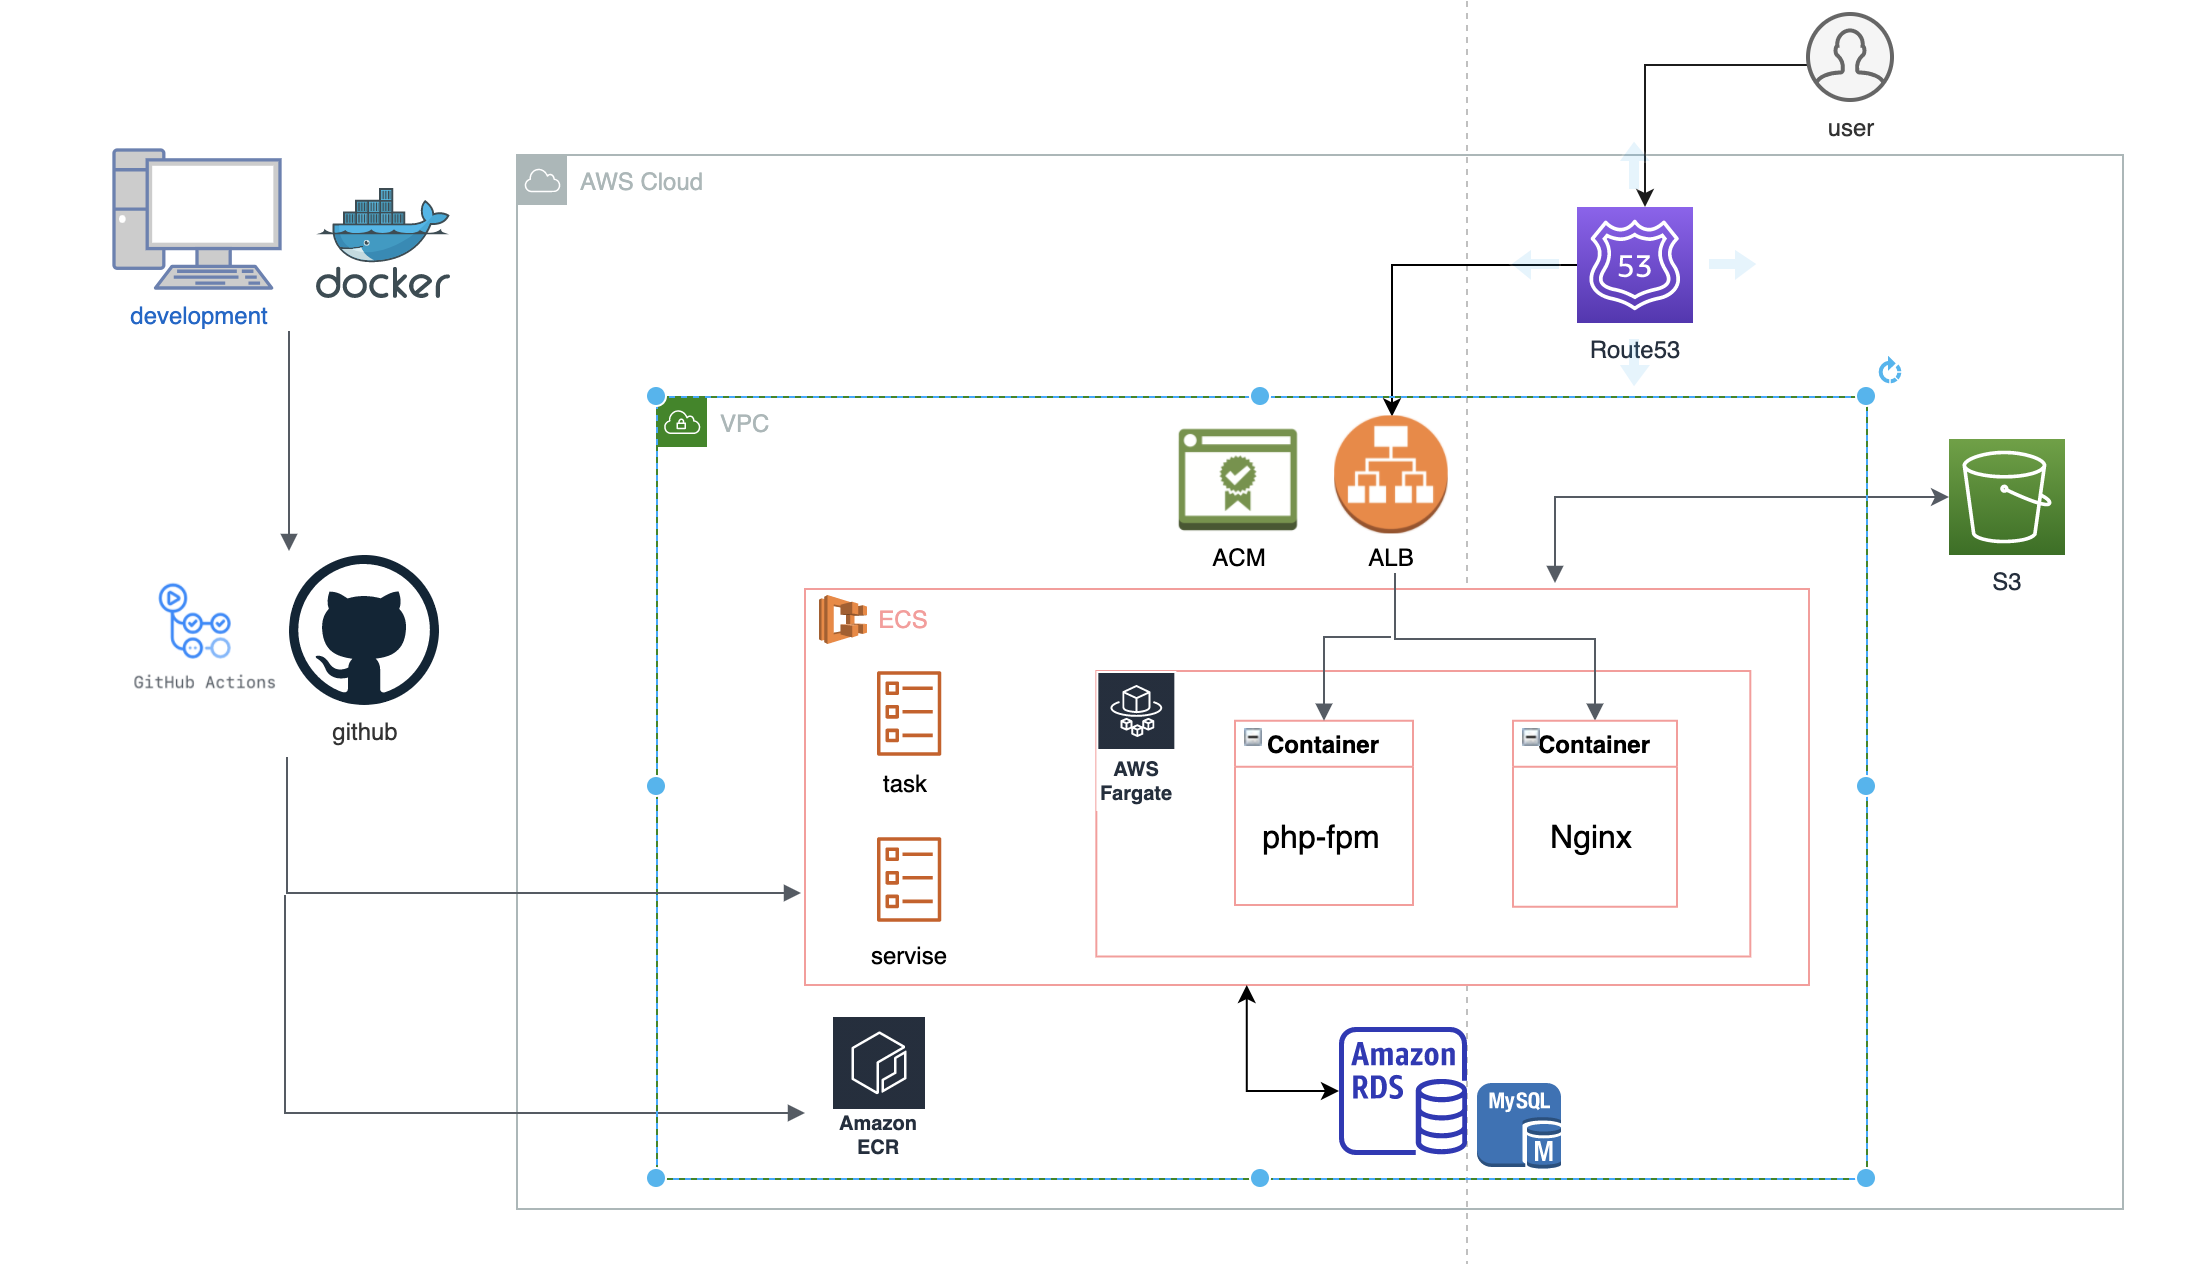 user
AWS Cloud
docker
development
53
Route53
VPC
ACM
ALB
S3
ECS
GitHub Actions
github
task
AWS
Fargate
Container
php-fpm
Container
Nginx
servise
Amazon
ECR
Amazon
RDS
MySQL
M